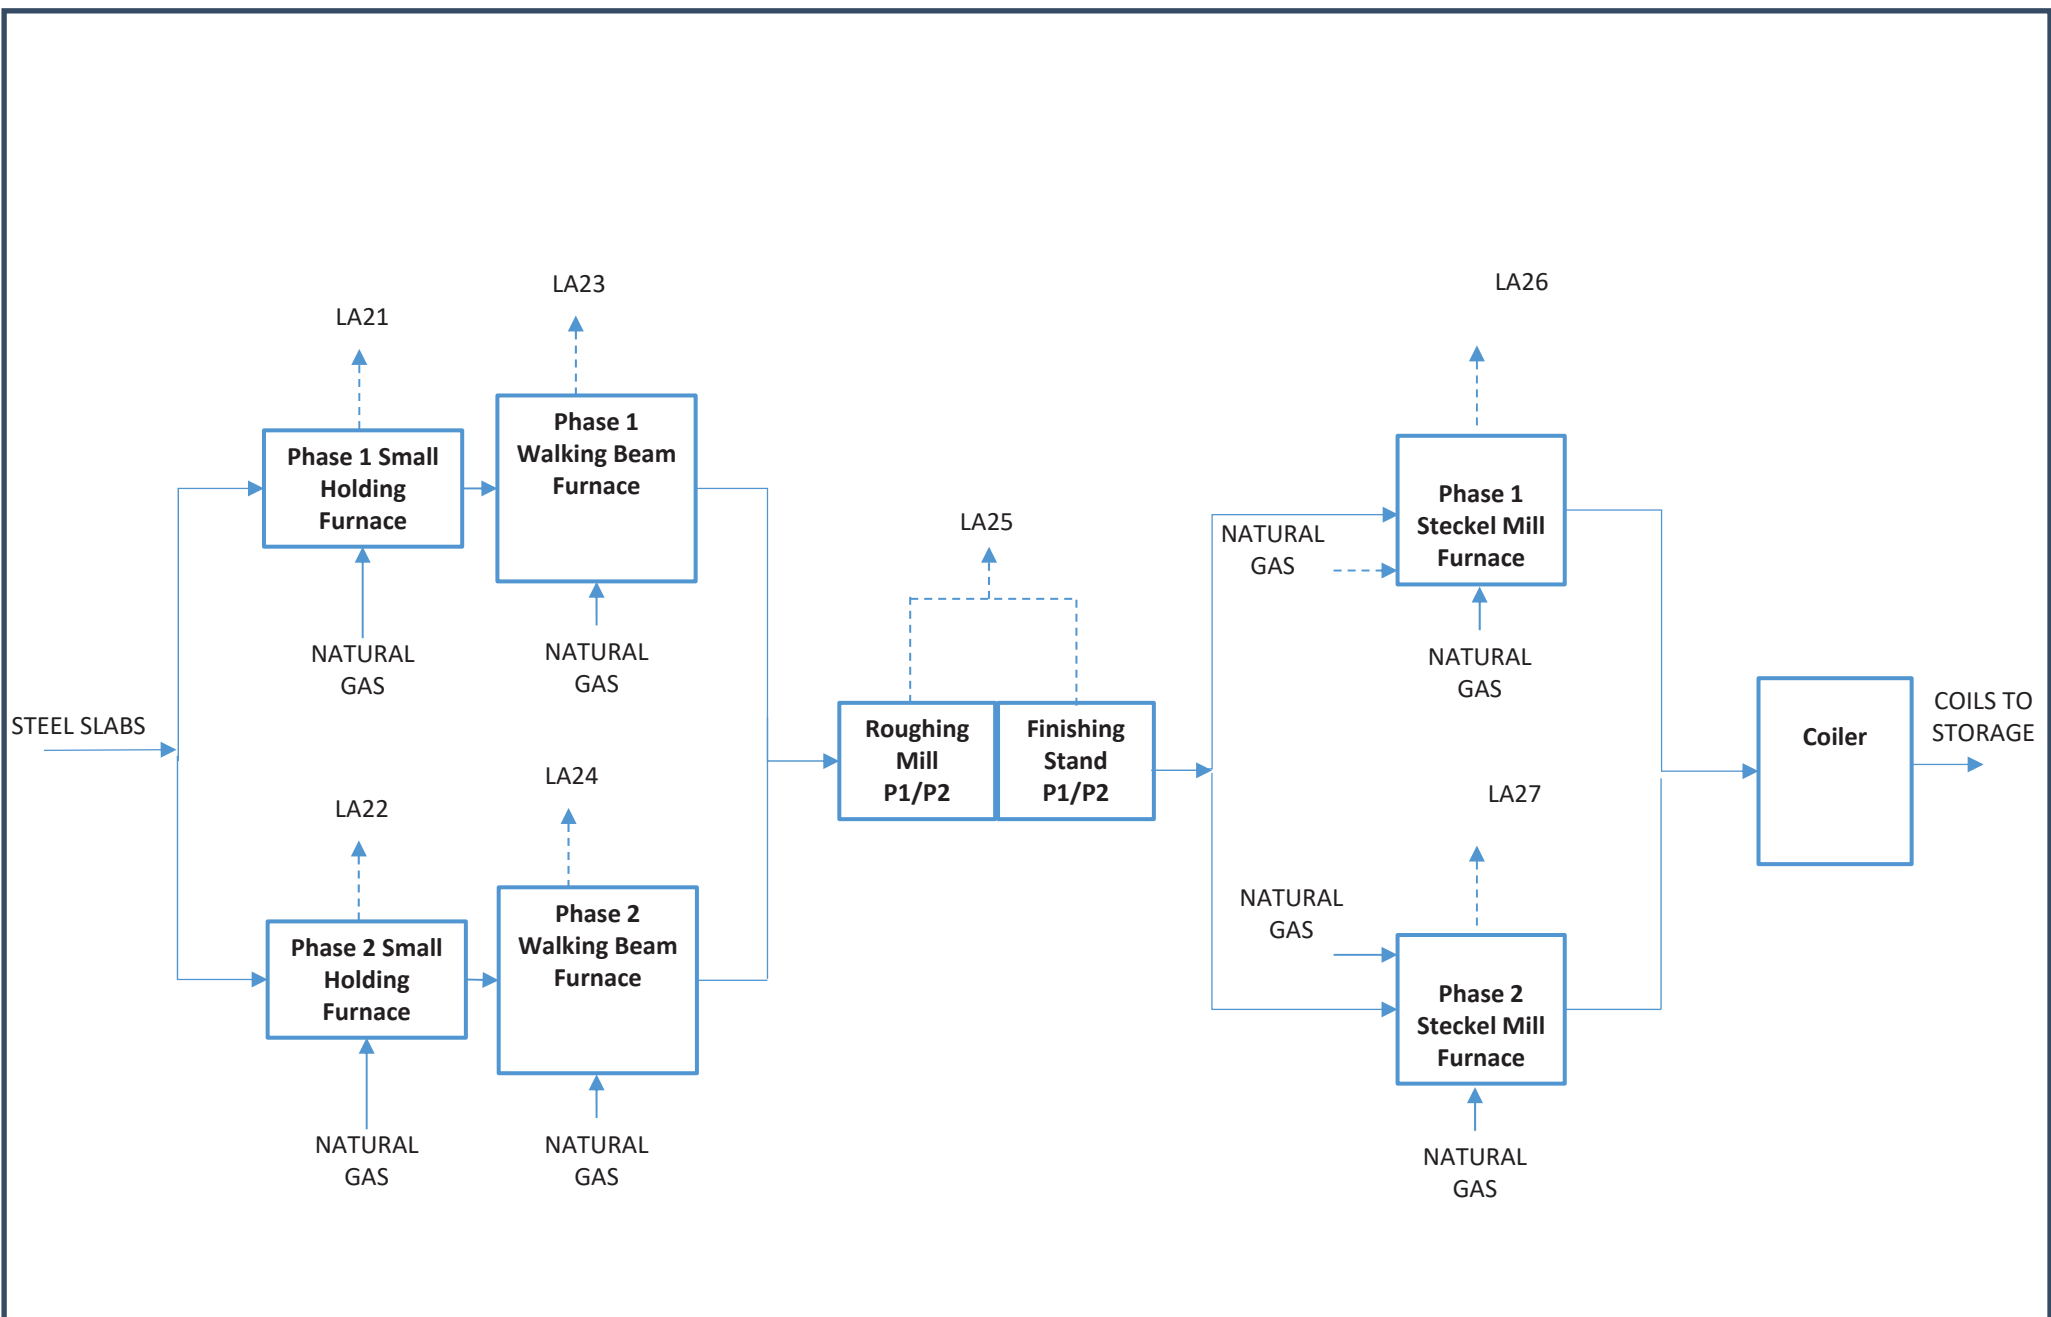 LA23
LA26
LA21
Phase 1
Walking Beam
Furnace
Phase 1 Small
Holding
Furnace
Phase 1
Steckel Mill
Furnace
LA25
NATURAL
GAS
NATURAL
GAS
NATURAL
GAS
NATURAL
GAS
STEEL SLABS
Roughing
Mill
P1/P2
Finishing
Stand
P1/P2
Coiler
COILS TO
STORAGE
LA24
LA22
LA27
Phase 2
Walking Beam
Furnace
Phase 2 Small
Holding
Furnace
NATURAL
GAS
Phase 2
Steckel Mill
Furnace
NATURAL
GAS
NATURAL
GAS
NATURAL
GAS